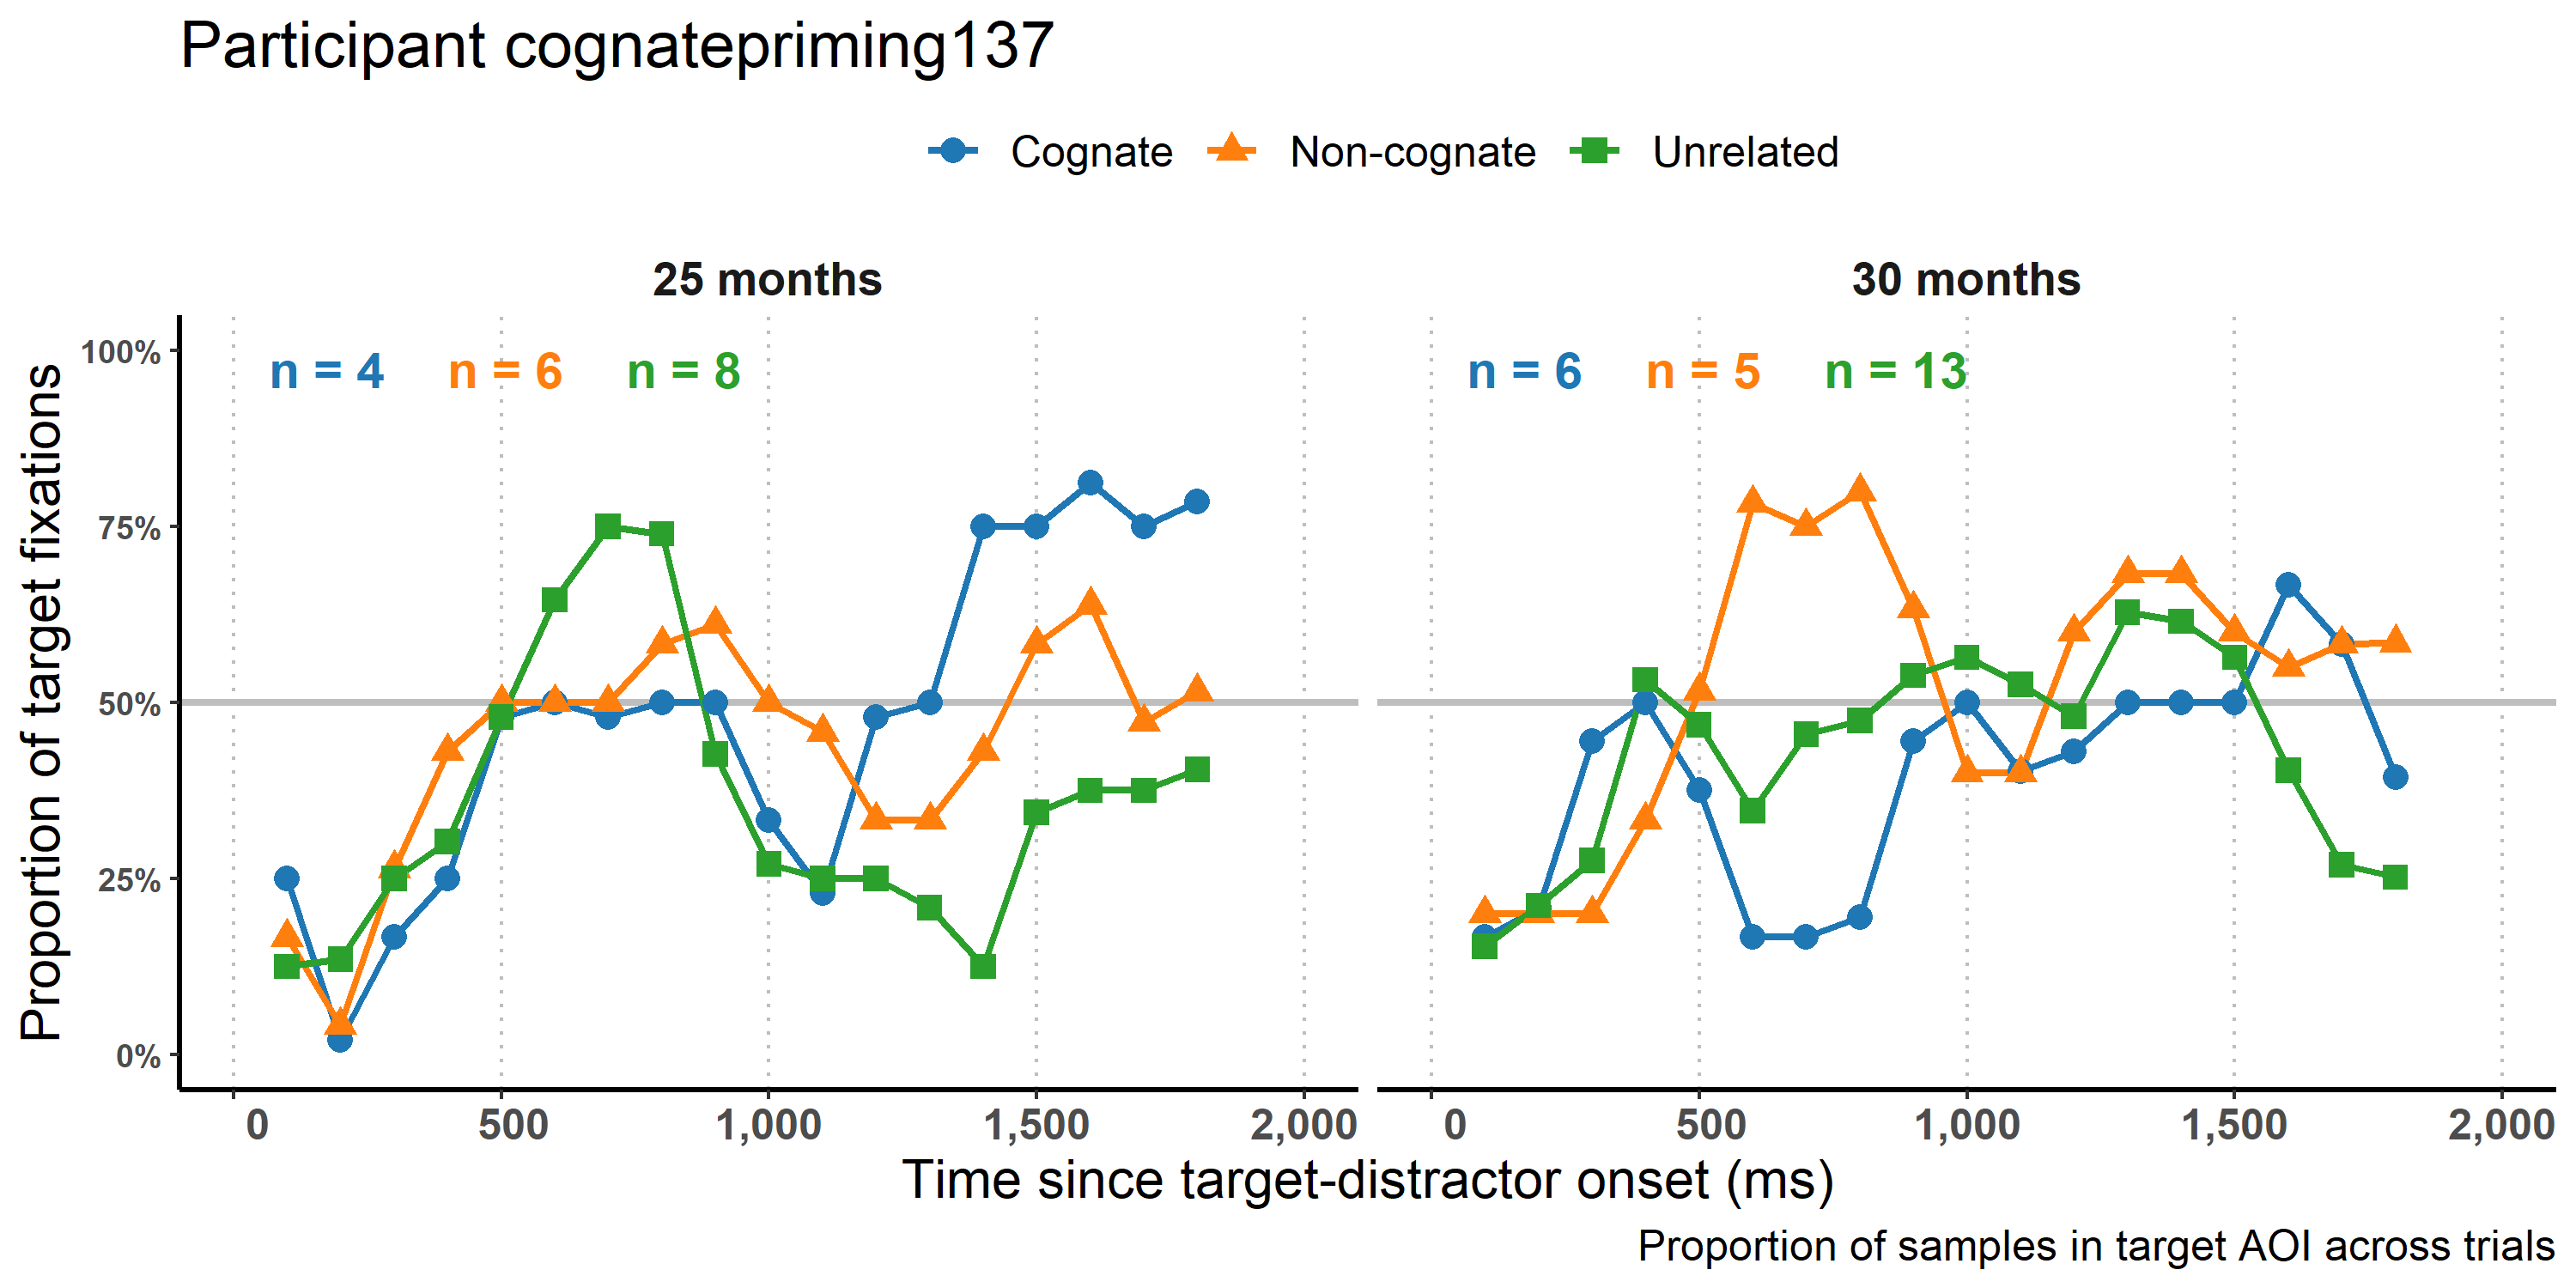 Participant cognatepriming137
Cognate Non-cognate Unrelated
25 months 30 months
n = 4 n = 6 n = 8 n = 6 n = 5 n = 13
100%
75%
50%
25%
0%
Proportion of target fixations
0 500 1,000 1,500 2,000 0 500 1,000 1,500 2,000
Time since target-distractor onset (ms)
Proportion of samples in target AOI across trials